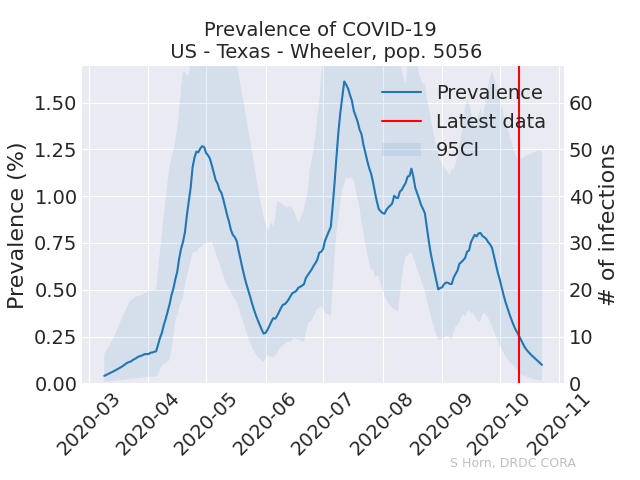 Prevalence of COVID-19
US - Texas - Wheeler, pop. 5056
Prevalence (%)
1.50
1.25
1.00
0.75
0.50
0.25
0.00
Prevalence
Latest data
95CI
60
50
40
30
20
10
0
# of infections
2020-03
2020-04
2020-05
2020-06
2020-07
2020-08
2020-09
2020-10
2020-11
S Horn, DRDC CORA